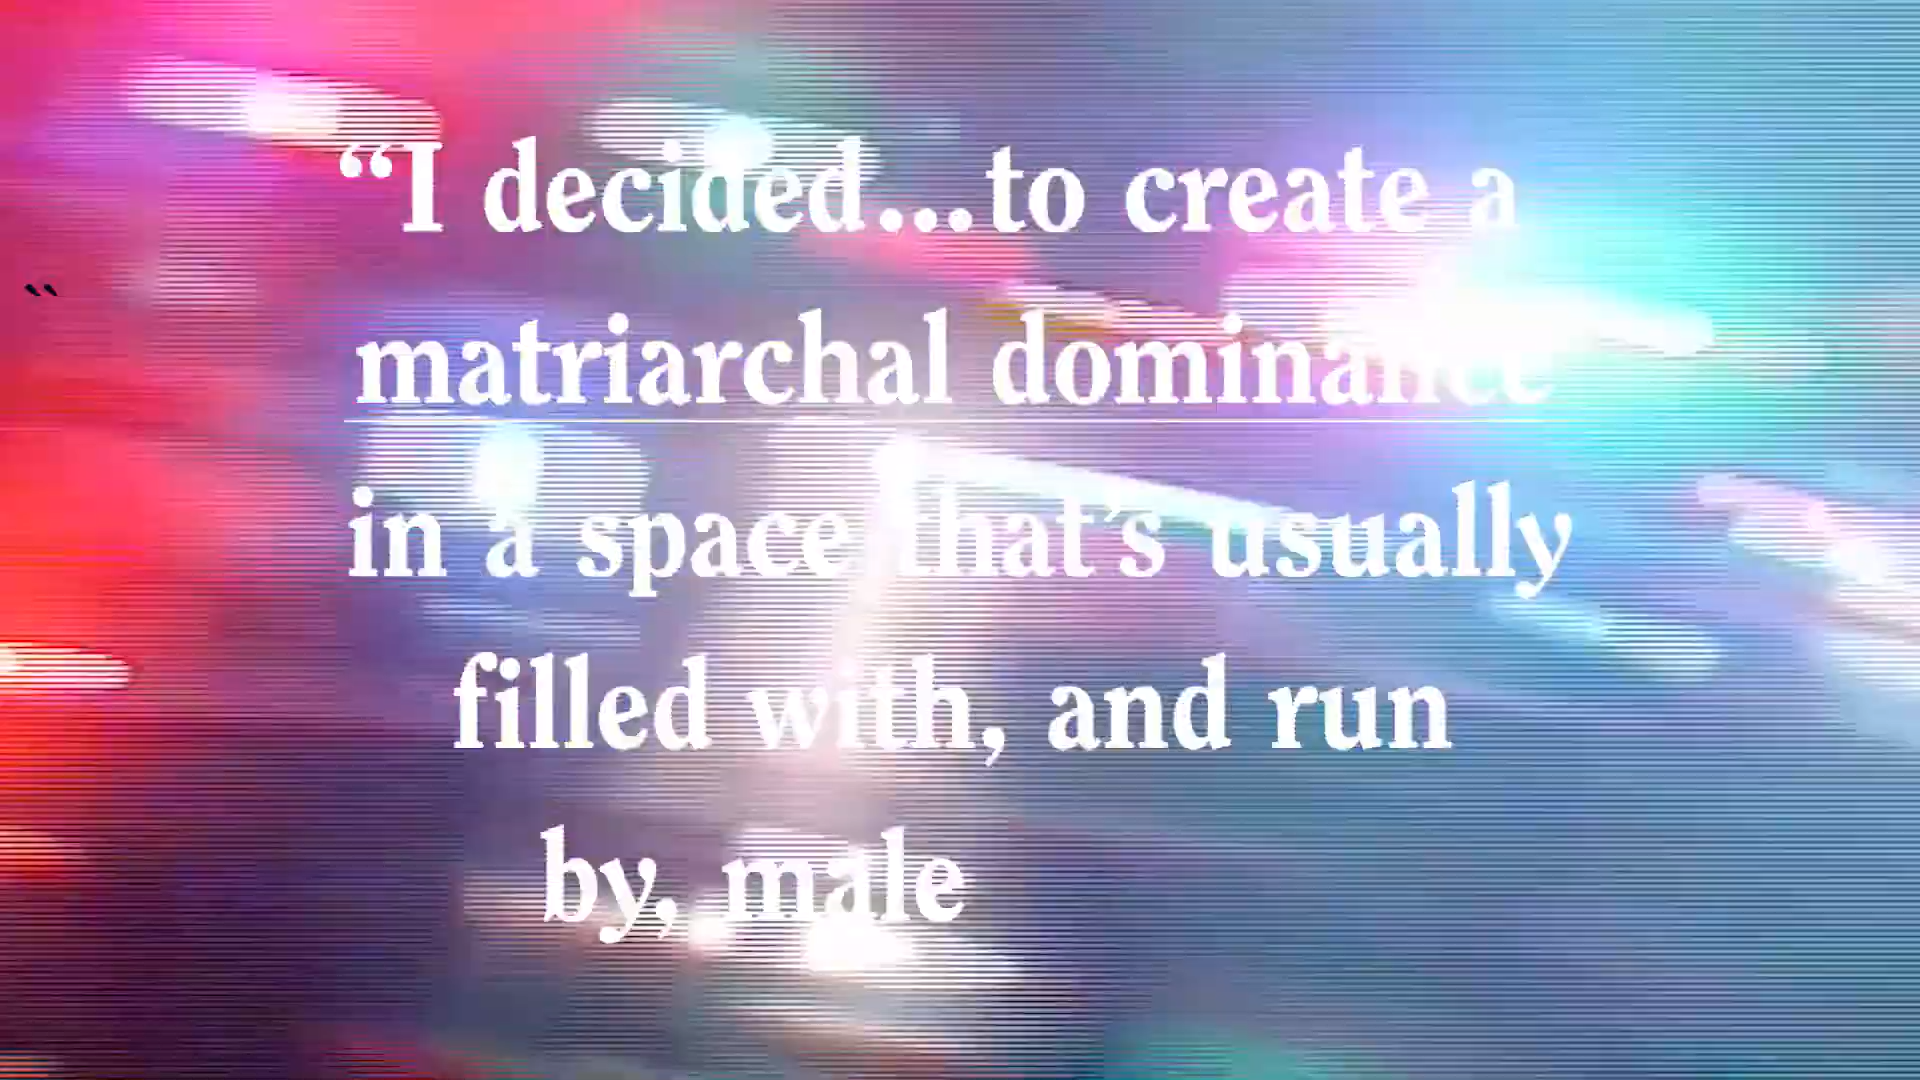 “I decided...to create a
matriarchal dominance
in a space that’s usually
filled with, and run
by, male